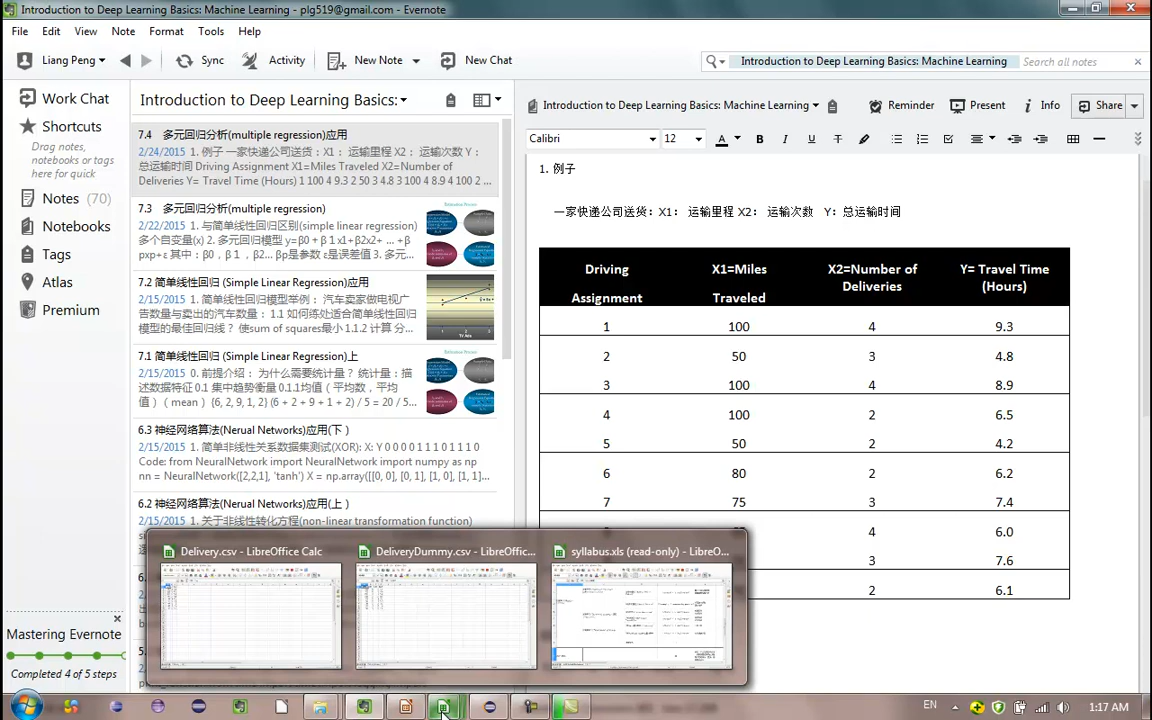 Introduction to Deep Learning Basics: Machine Learning - plg519@gmail.com - Evernote
File Edit View Note Format Tools Help
Liang Peng Sync Activity New Note New Chat
Introduction to Deep Learning Basics: Machine Learning Search all notes
Work Chat
Shortcuts
Drag notes,
notebooks or tags
here for quick
Notes (70)
Notebooks
Tags
Atlas
Premium
Mastering Evernote
Completed 4 of 5 steps
Introduction to Deep Learning Basics:
7.4 多元回归分析(multiple regression)应用
2/24/2015 1. 例子 一家快递公司送货：X1： 运输里程 X2： 运输次数 Y：
总运输时间 Driving Assignment X1=Miles Traveled X2=Number of
Deliveries Y= Travel Time (Hours) 1 100 4 9.3 2 50 3 4.8 3 100 4 8.9 4 100 2 ...
7.3 多元回归分析(multiple regression)
2/22/2015 1. 与简单线性回归区别(simple linear regression)
多个自变量(x) 2. 多元回归模型 y=β0＋β１x1+β2x2+ ... +β
pxp+ε 其中：β0，β１，β2... βp是参数 ε是误差值 3. 多元...
7.2 简单线性回归 (Simple Linear Regression)应用
2/15/2015 1. 简单线性回归模型举例： 汽车卖家做电视广
告数量与卖出的汽车数量： 1.1 如何练处适合简单线性回归
模型的最佳回归线？ 使sum of squares最小 1.1.2 计算 分...
7.1 简单线性回归 (Simple Linear Regression)上
2/15/2015 0. 前提介绍： 为什么需要统计量？ 统计量：描
述数据特征 0.1 集中趋势衡量 0.1.1均值（平均数，平均
值）（mean） {6, 2, 9, 1, 2} (6 + 2 + 9 + 1 + 2) / 5 = 20 / 5...
6.3 神经网络算法(Nerual Networks)应用(下）
2/15/2015 1. 简单非线性关系数据集测试(XOR): X: Y 0 0 0 0 1 1 1 0 1 1 1 0
Code: from NeuralNetwork import NeuralNetwork import numpy as np
nn = NeuralNetwork([2,2,1], 'tanh') X = np.array([[0, 0], [0, 1], [1, 0], [1, 1]...
6.2 神经网络算法(Nerual Networks)应用(上）
2/15/2015 1. 关于非线性转化方程(non-linear transformation function)
Introduction to Deep Learning Basics: Machine Learning Reminder Present Info Share
Calibri 12 A B I U T
1. 例子
一家快递公司送货：X1： 运输里程 X2： 运输次数 Y：总运输时间
Driving Assignment X1=Miles Traveled X2=Number of Deliveries Y= Travel Time (Hours)
1 100 4 9.3
2 50 3 4.8
3 100 4 8.9
4 100 2 6.5
5 50 2 4.2
6 80 2 6.2
7 75 3 7.4
4 6.0
3 7.6
2 6.1
Delivery.csv - LibreOffice Calc
DeliveryDummy.csv - LibreOffic...
syllabus.xls (read-only) - LibreO...
EN 1:17 AM